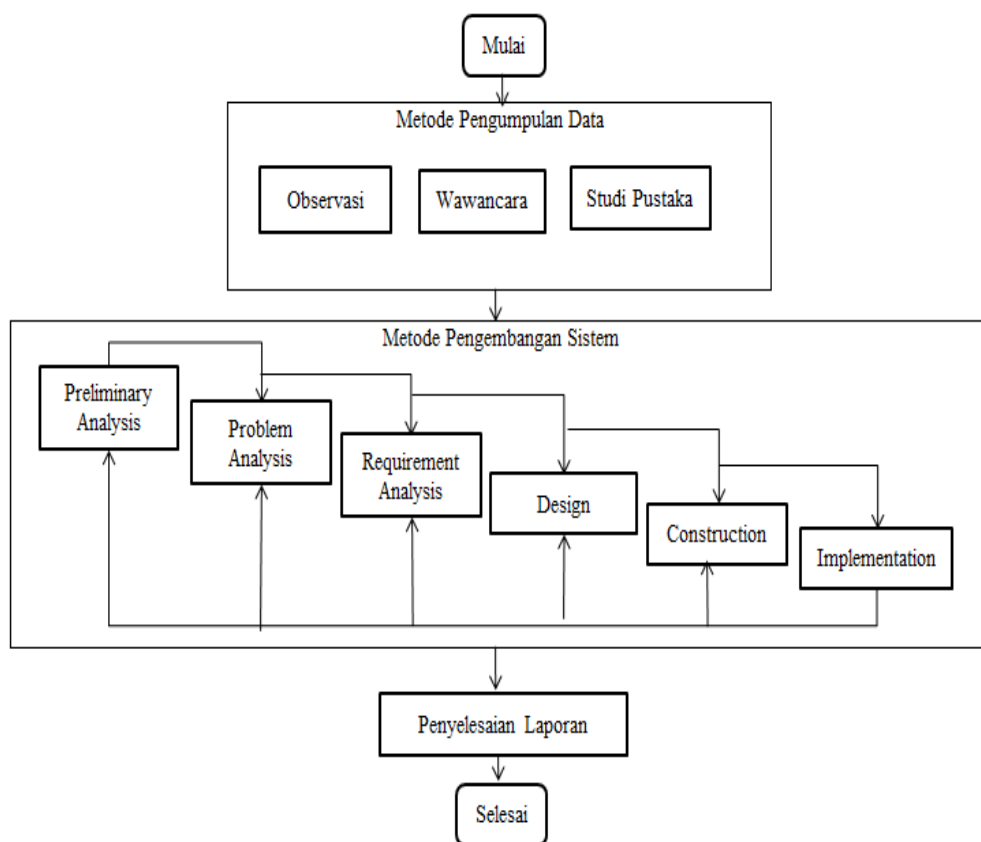 Mulai
Metode Pengumpulan Data
Observasi
Wawancara
Studi Pustaka
Metode Pengembangan Sistem
Preliminary
Analysis
Problem
Analysis
Requirement
Analysis
Design
Construction
Implementation
Penyelesaian Laporan
Selesai